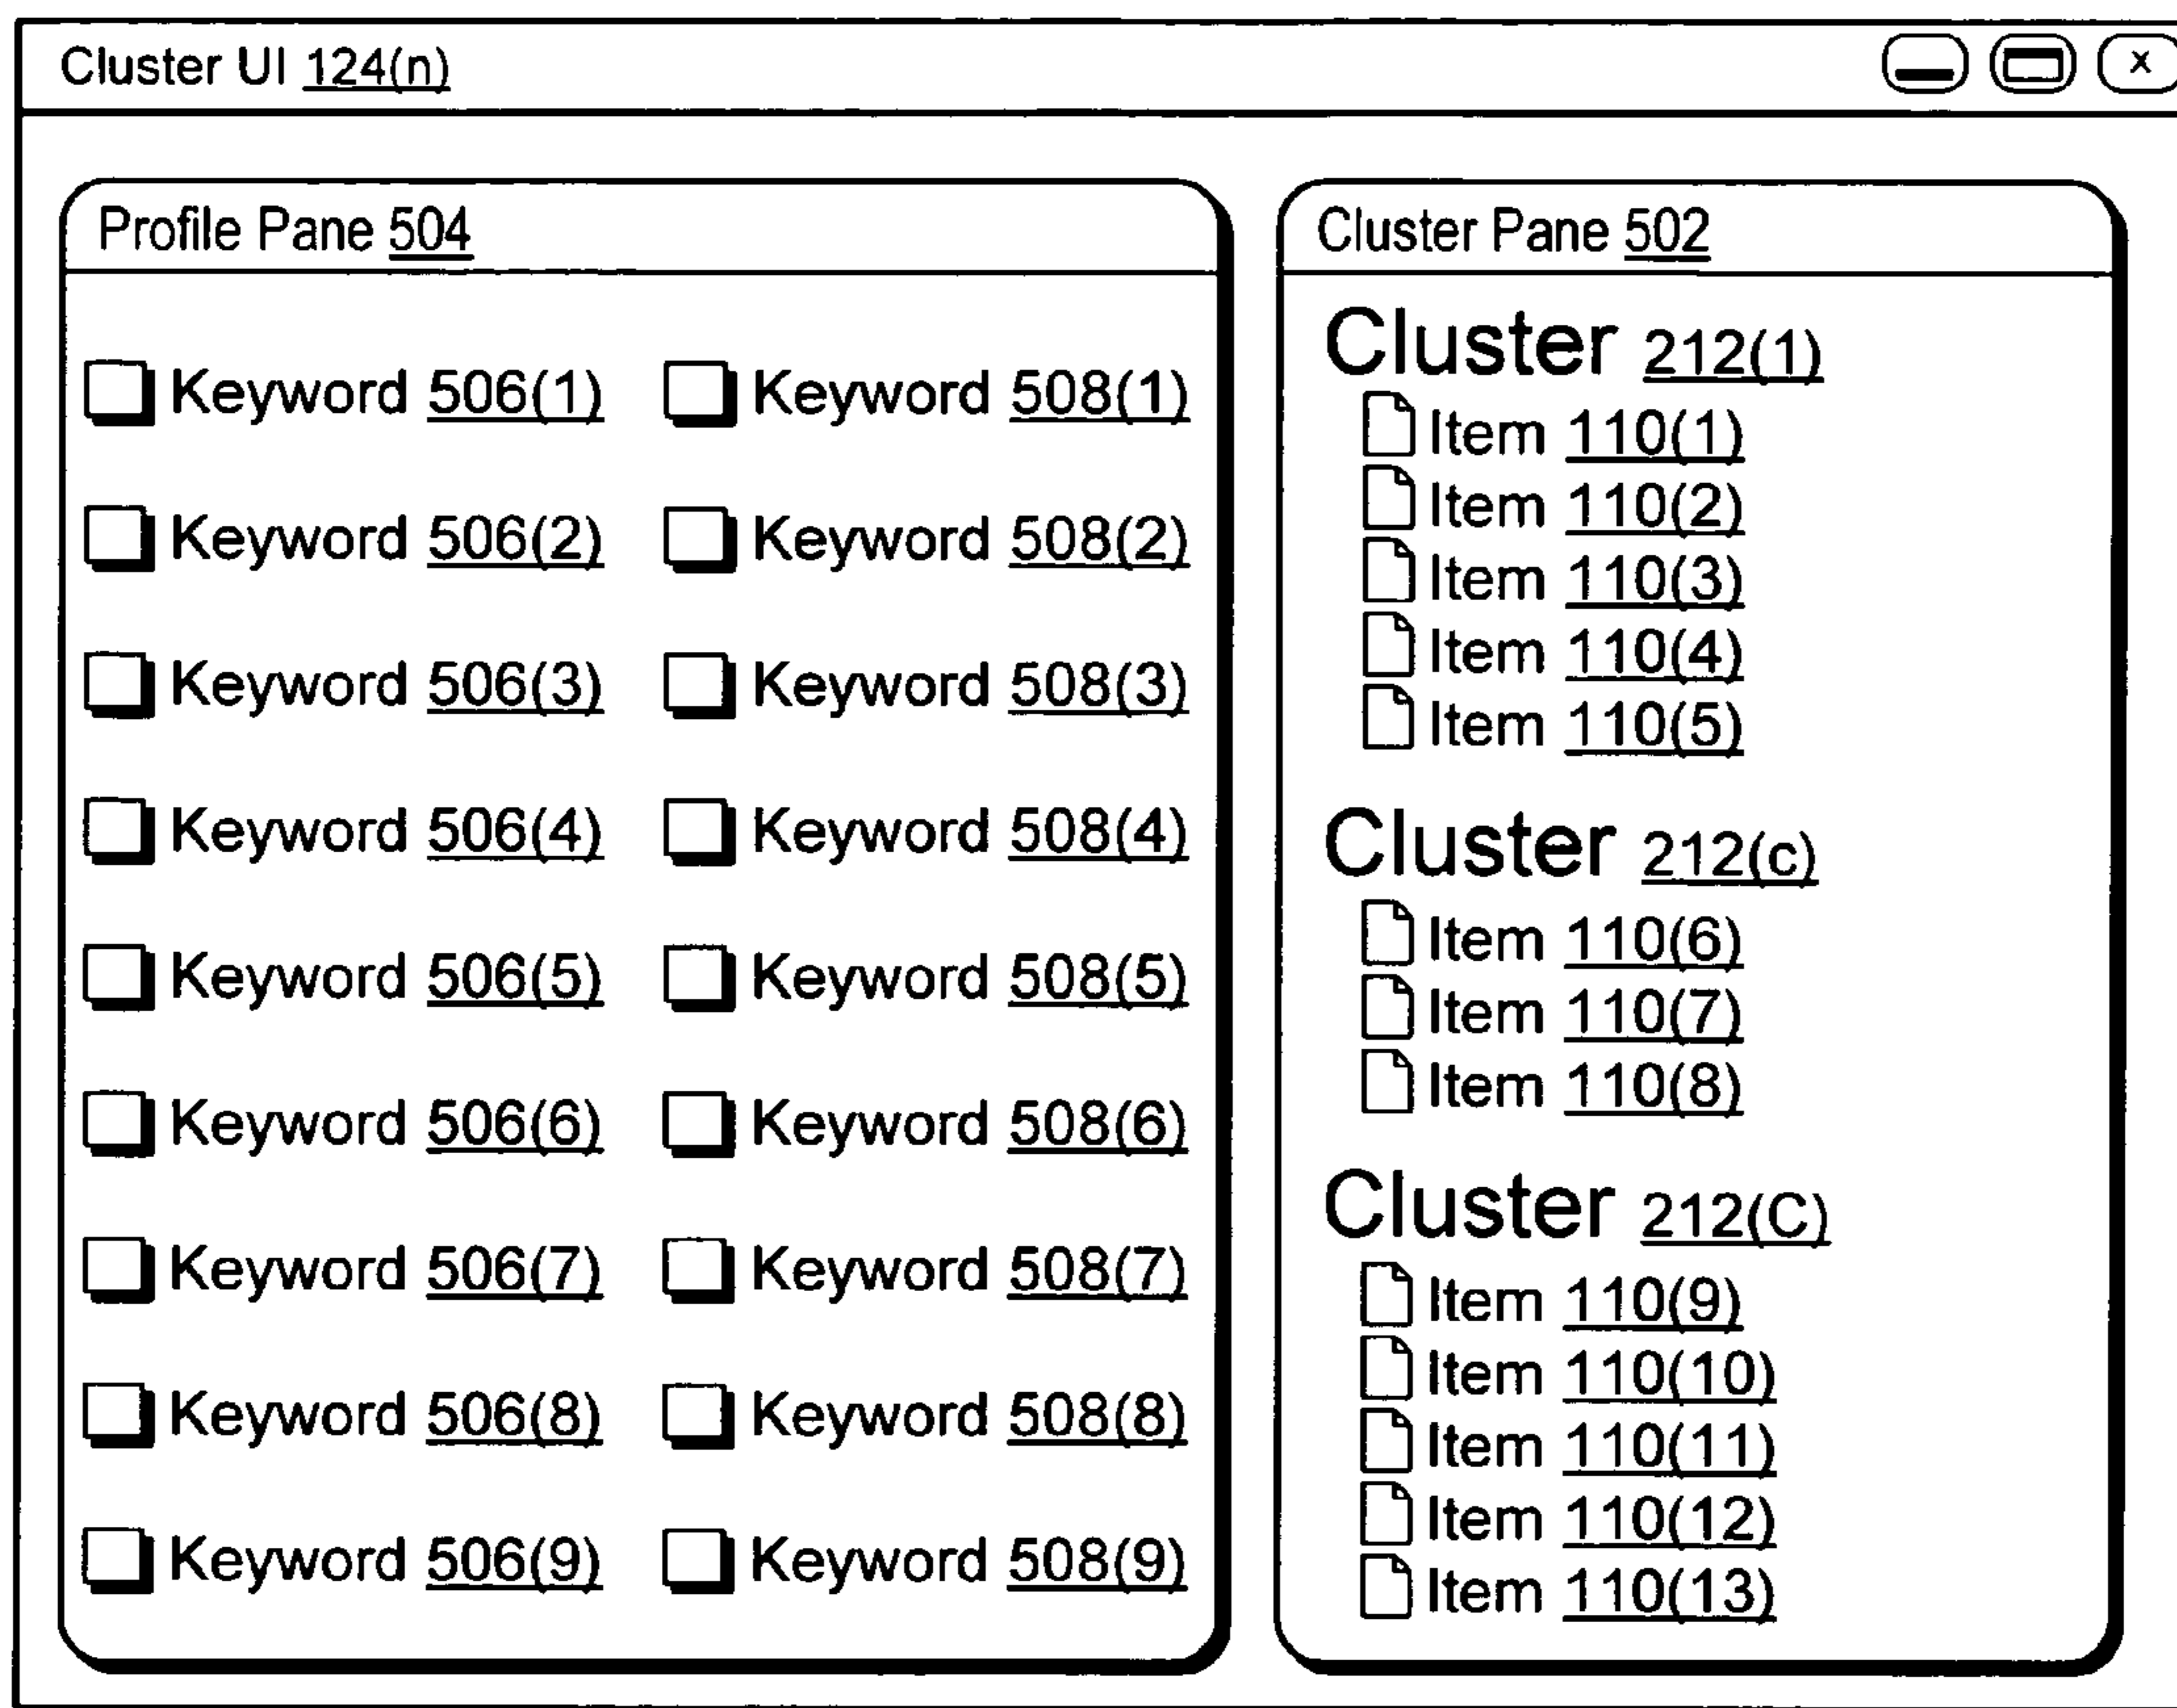 Cluster UI 124(n)
x
Profile Pane 504
Keyword 506(1) Keyword 508(1)
Keyword 506(2) Keyword 508(2)
Keyword 506(3) Keyword 508(3)
Keyword 506(4) Keyword 508(4)
Keyword 506(5) Keyword 508(5)
Keyword 506(6) Keyword 508(6)
Keyword 506(7) Keyword 508(7)
Keyword 506(8) Keyword 508(8)
Keyword 506(9) Keyword 508(9)
Cluster Pane 502
Cluster 212(1)
Item 110(1)
Item 110(2)
Item 110(3)
Item 110(4)
Item 110(5)
Cluster 212(c)
Item 110(6)
Item 110(7)
Item 110(8)
Cluster 212(C)
Item 110(9)
Item 110(10)
Item 110(11)
Item 110(12)
Item 110(13)